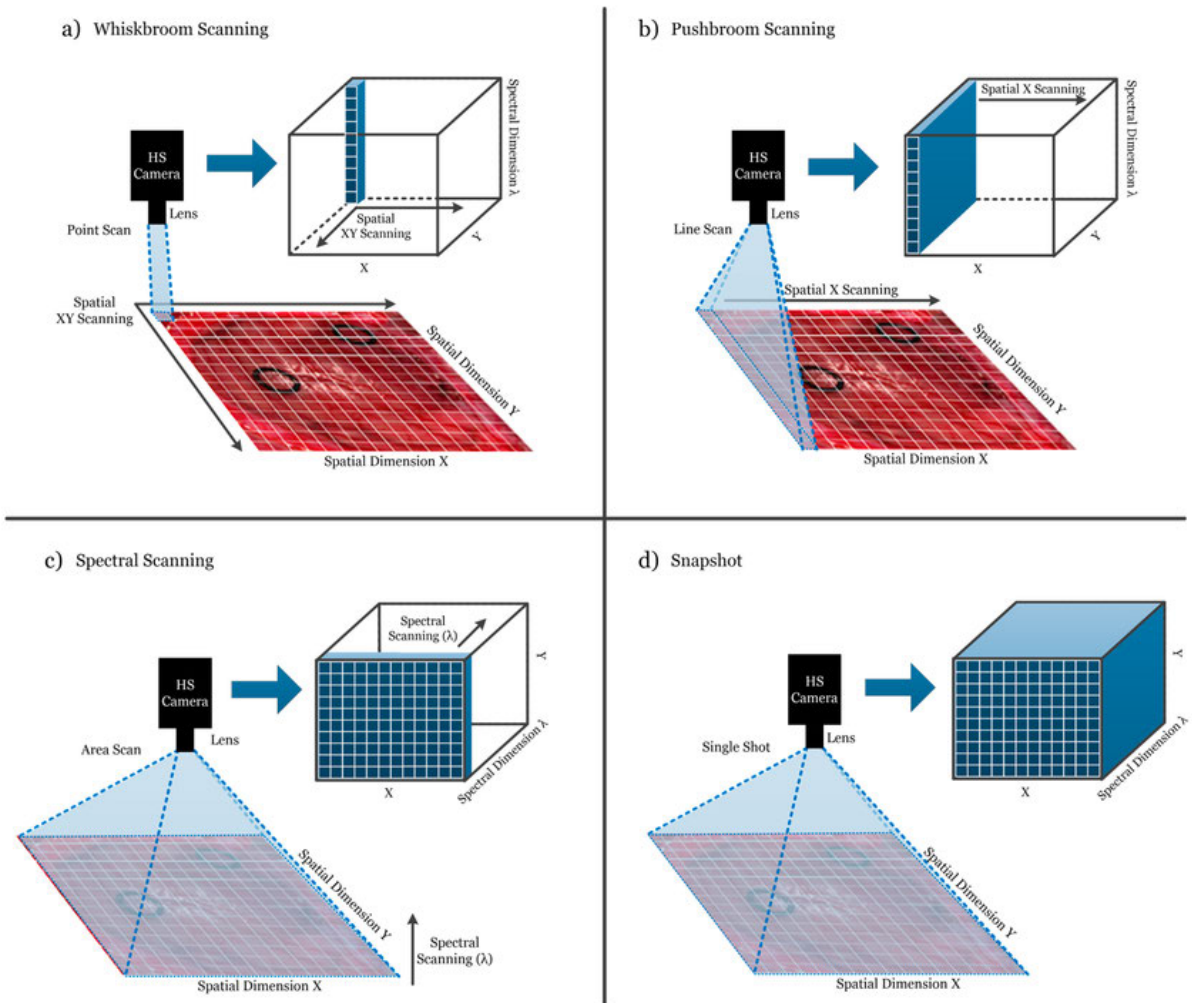 a) Whiskbroom Scanning
HS
Camera
Lens
Point Scan
Spatial
XY Scanning
Spectral Dimension λ
Y
X
Spatial
XY Scanning
Spatial Dimension Y
Spatial Dimension X
b) Pushbroom Scanning
HS
Camera
Lens
Line Scan
Spatial X Scanning
Spectral Dimension λ
Y
X
Spatial X Scanning
Spatial Dimension Y
Spatial Dimension X
c) Spectral Scanning
HS
Camera
Lens
Area Scan
Spectral
Scanning (λ)
Y
X
Spectral Dimension λ
Spatial Dimension Y
Spectral
Scanning (λ)
Spatial Dimension X
d) Snapshot
HS
Camera
Lens
Single Shot
Y
X
Spectral Dimension λ
Spatial Dimension Y
Spatial Dimension X